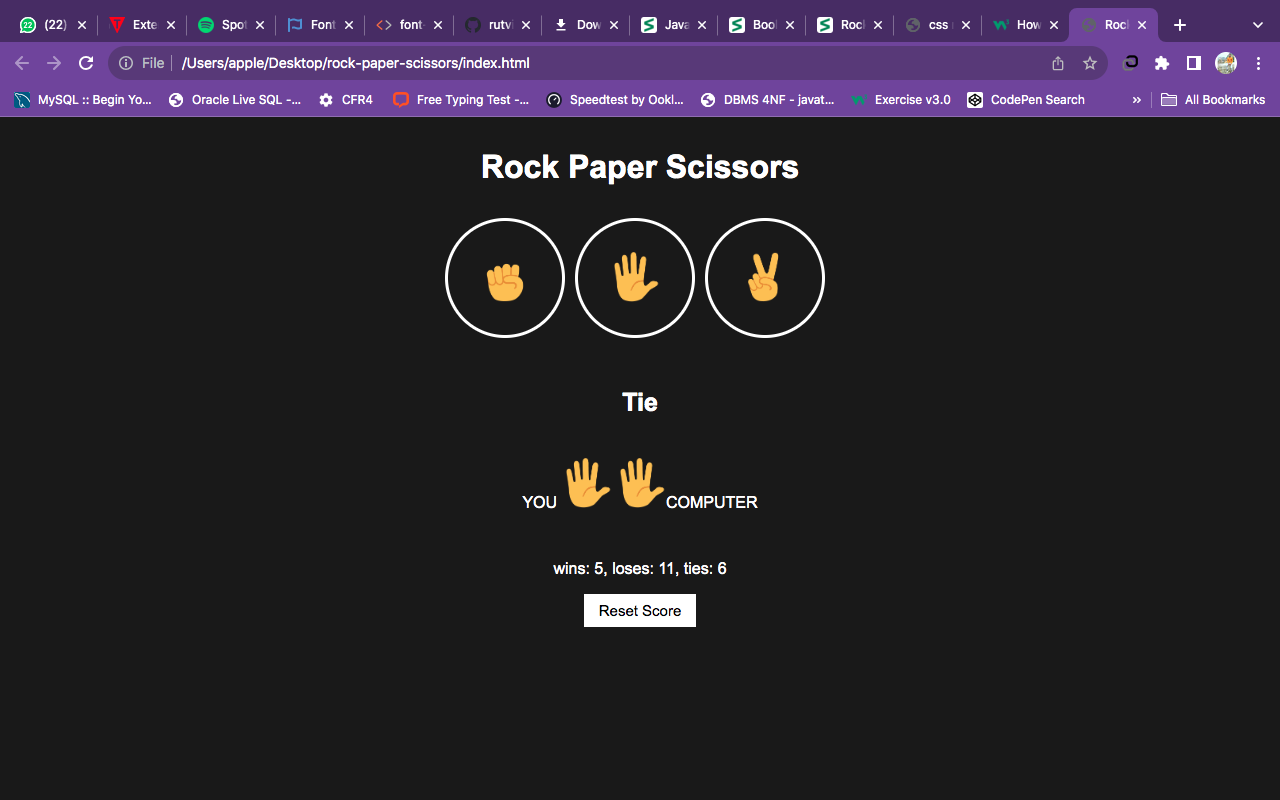 (22) Exte Spot Font font- rutvi Dow Java Bool Rocl css How Rocl
File /Users/apple/Desktop/rock-paper-scissors/index.html
MySQL :: Begin Yo... Oracle Live SQL -... CFR4 Free Typing Test -... Speedtest by Ookl... DBMS 4NF - javat... Exercise v3.0 CodePen Search » All Bookmarks
Rock Paper Scissors
Tie
YOU COMPUTER
wins: 5, loses: 11, ties: 6
Reset Score